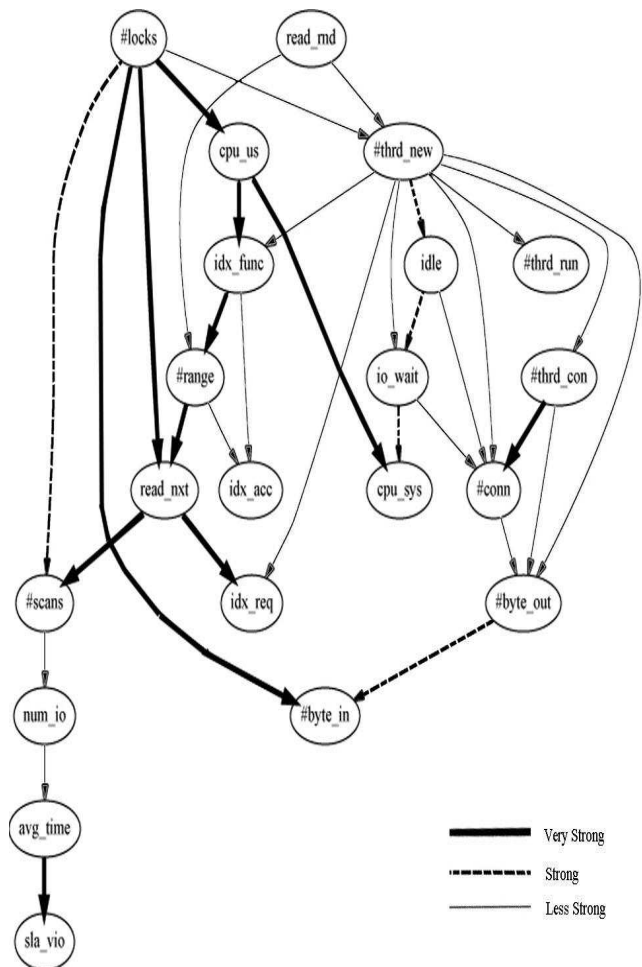 #locks
read_rnd
cpu_us
#thrd_new
idx_func
idle
#thrd_run
#range
io_wait
#thrd_con
read_nxt
idx_acc
cpu_sys
#conn
#scans
idx_req
#byte_out
num_io
#byte_in
avg_time
Very Strong
Strong
Less Strong
sla_vio